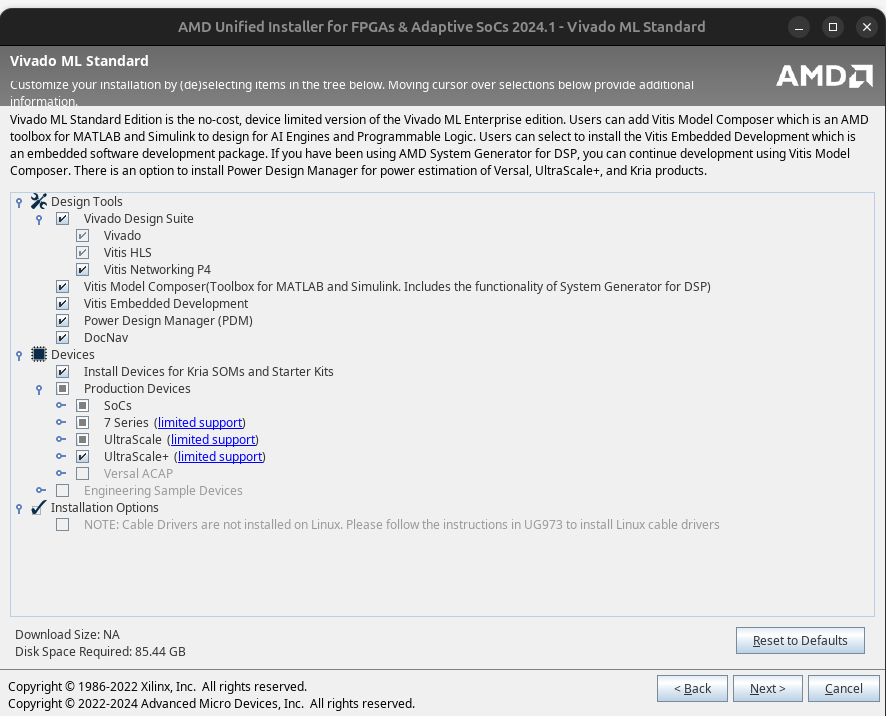 AMD Unified Installer for FPGAs & Adaptive SoCs 2024.1 - Vivado ML Standard
Vivado ML Standard
Customize your installation by (de)selecting items in the tree below. Moving cursor over selections below provide additional
information.
AMD
Vivado ML Standard Edition is the no-cost, device limited version of the Vivado ML Enterprise edition. Users can add Vitis Model Composer which is an AMD
toolbox for MATLAB and Simulink to design for AI Engines and Programmable Logic. Users can select to install the Vitis Embedded Development which is
an embedded software development package. If you have been using AMD System Generator for DSP, you can continue development using Vitis Model
Composer. There is an option to install Power Design Manager for power estimation of Versal, UltraScale+, and Kria products.
Design Tools
Vivado Design Suite
Vivado
Vitis HLS
Vitis Networking P4
Vitis Model Composer(Toolbox for MATLAB and Simulink. Includes the functionality of System Generator for DSP)
Vitis Embedded Development
Power Design Manager (PDM)
DocNav
Devices
Install Devices for Kria SOMs and Starter Kits
Production Devices
SoCs
7 Series (limited support)
UltraScale (limited support)
UltraScale+ (limited support)
Versal ACAP
Engineering Sample Devices
Installation Options
NOTE: Cable Drivers are not installed on Linux. Please follow the instructions in UG973 to install Linux cable drivers
Download Size: NA
Disk Space Required: 85.44 GB
Reset to Defaults
Copyright © 1986-2022 Xilinx, Inc. All rights reserved.
Copyright © 2022-2024 Advanced Micro Devices, Inc. All rights reserved.
< Back
Next >
Cancel